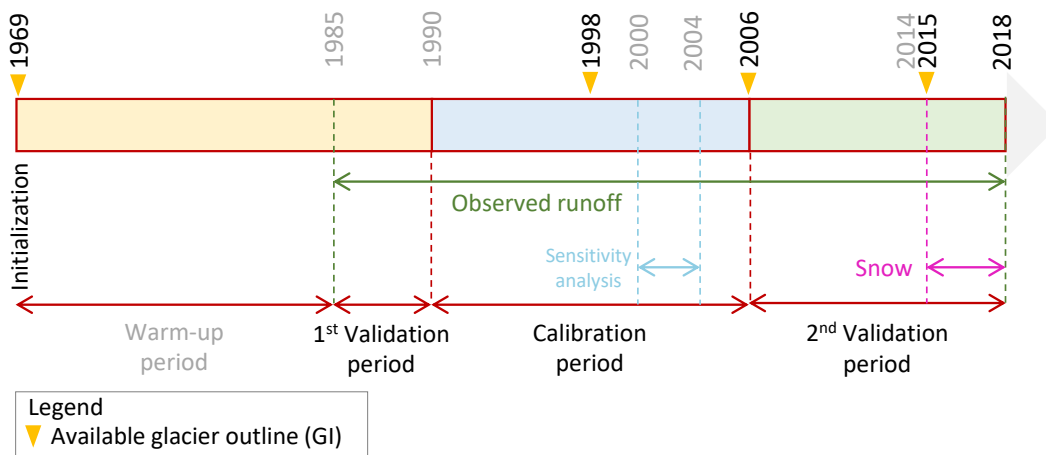 1969
1985
1990
1998
2000
2004
2006
2014
2015
2018
Initialization
Observed runoff
Sensitivity
analysis
Snow
Warm-up
period
1st Validation
period
Calibration
period
2nd Validation
period
Legend
Available glacier outline (GI)